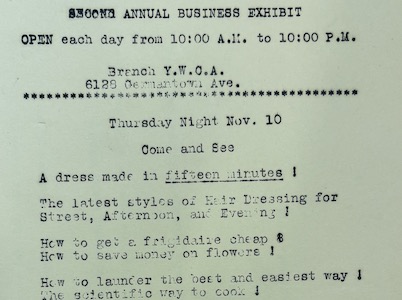 SECOND ANNUAL BUSINESS EXHIBIT
OPEN each day from 10:00 A.M. to 10:00 P.M.
Branch Y.W.C.A.
6128 Germantown Ave.
**************************************************
Thursday Night Nov. 10
Come and See
A dress made in fifteen minutes !
The latest styles of Hair Dressing for
Street, Afternoon, and Evening !
How to get a frigidaire cheap $
How to save money on flowers !
How to launder the best and easiest way !
The scientific way to cook !